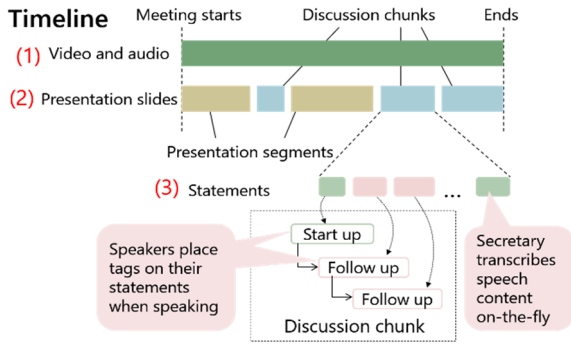 Timeline
Meeting starts
Discussion chunks
Ends
(1) Video and audio
(2) Presentation slides
Presentation segments
(3) Statements
...
Start up
Follow up
Follow up
Discussion chunk
Speakers place
tags on their
statements
when speaking
Secretary
transcribes
speech
content
on-the-fly